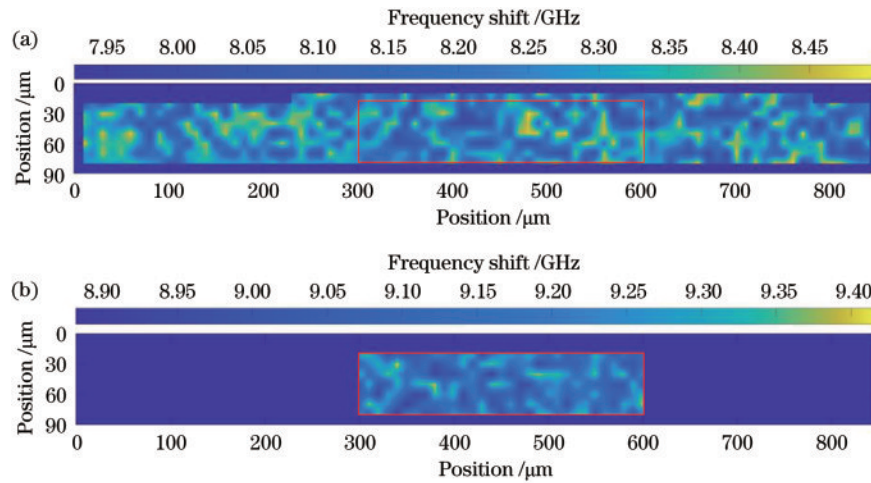 Frequency shift /GHz
(a)
7.95 8.00 8.05 8.10 8.15 8.20 8.25 8.30 8.35 8.40 8.45
0
30
60
90
Position /μm
0 100 200 300 400 500 600 700 800
Position /μm
Frequency shift /GHz
(b)
8.90 8.95 9.00 9.05 9.10 9.15 9.20 9.25 9.30 9.35 9.40
0
30
60
90
Position /μm
0 100 200 300 400 500 600 700 800
Position /μm